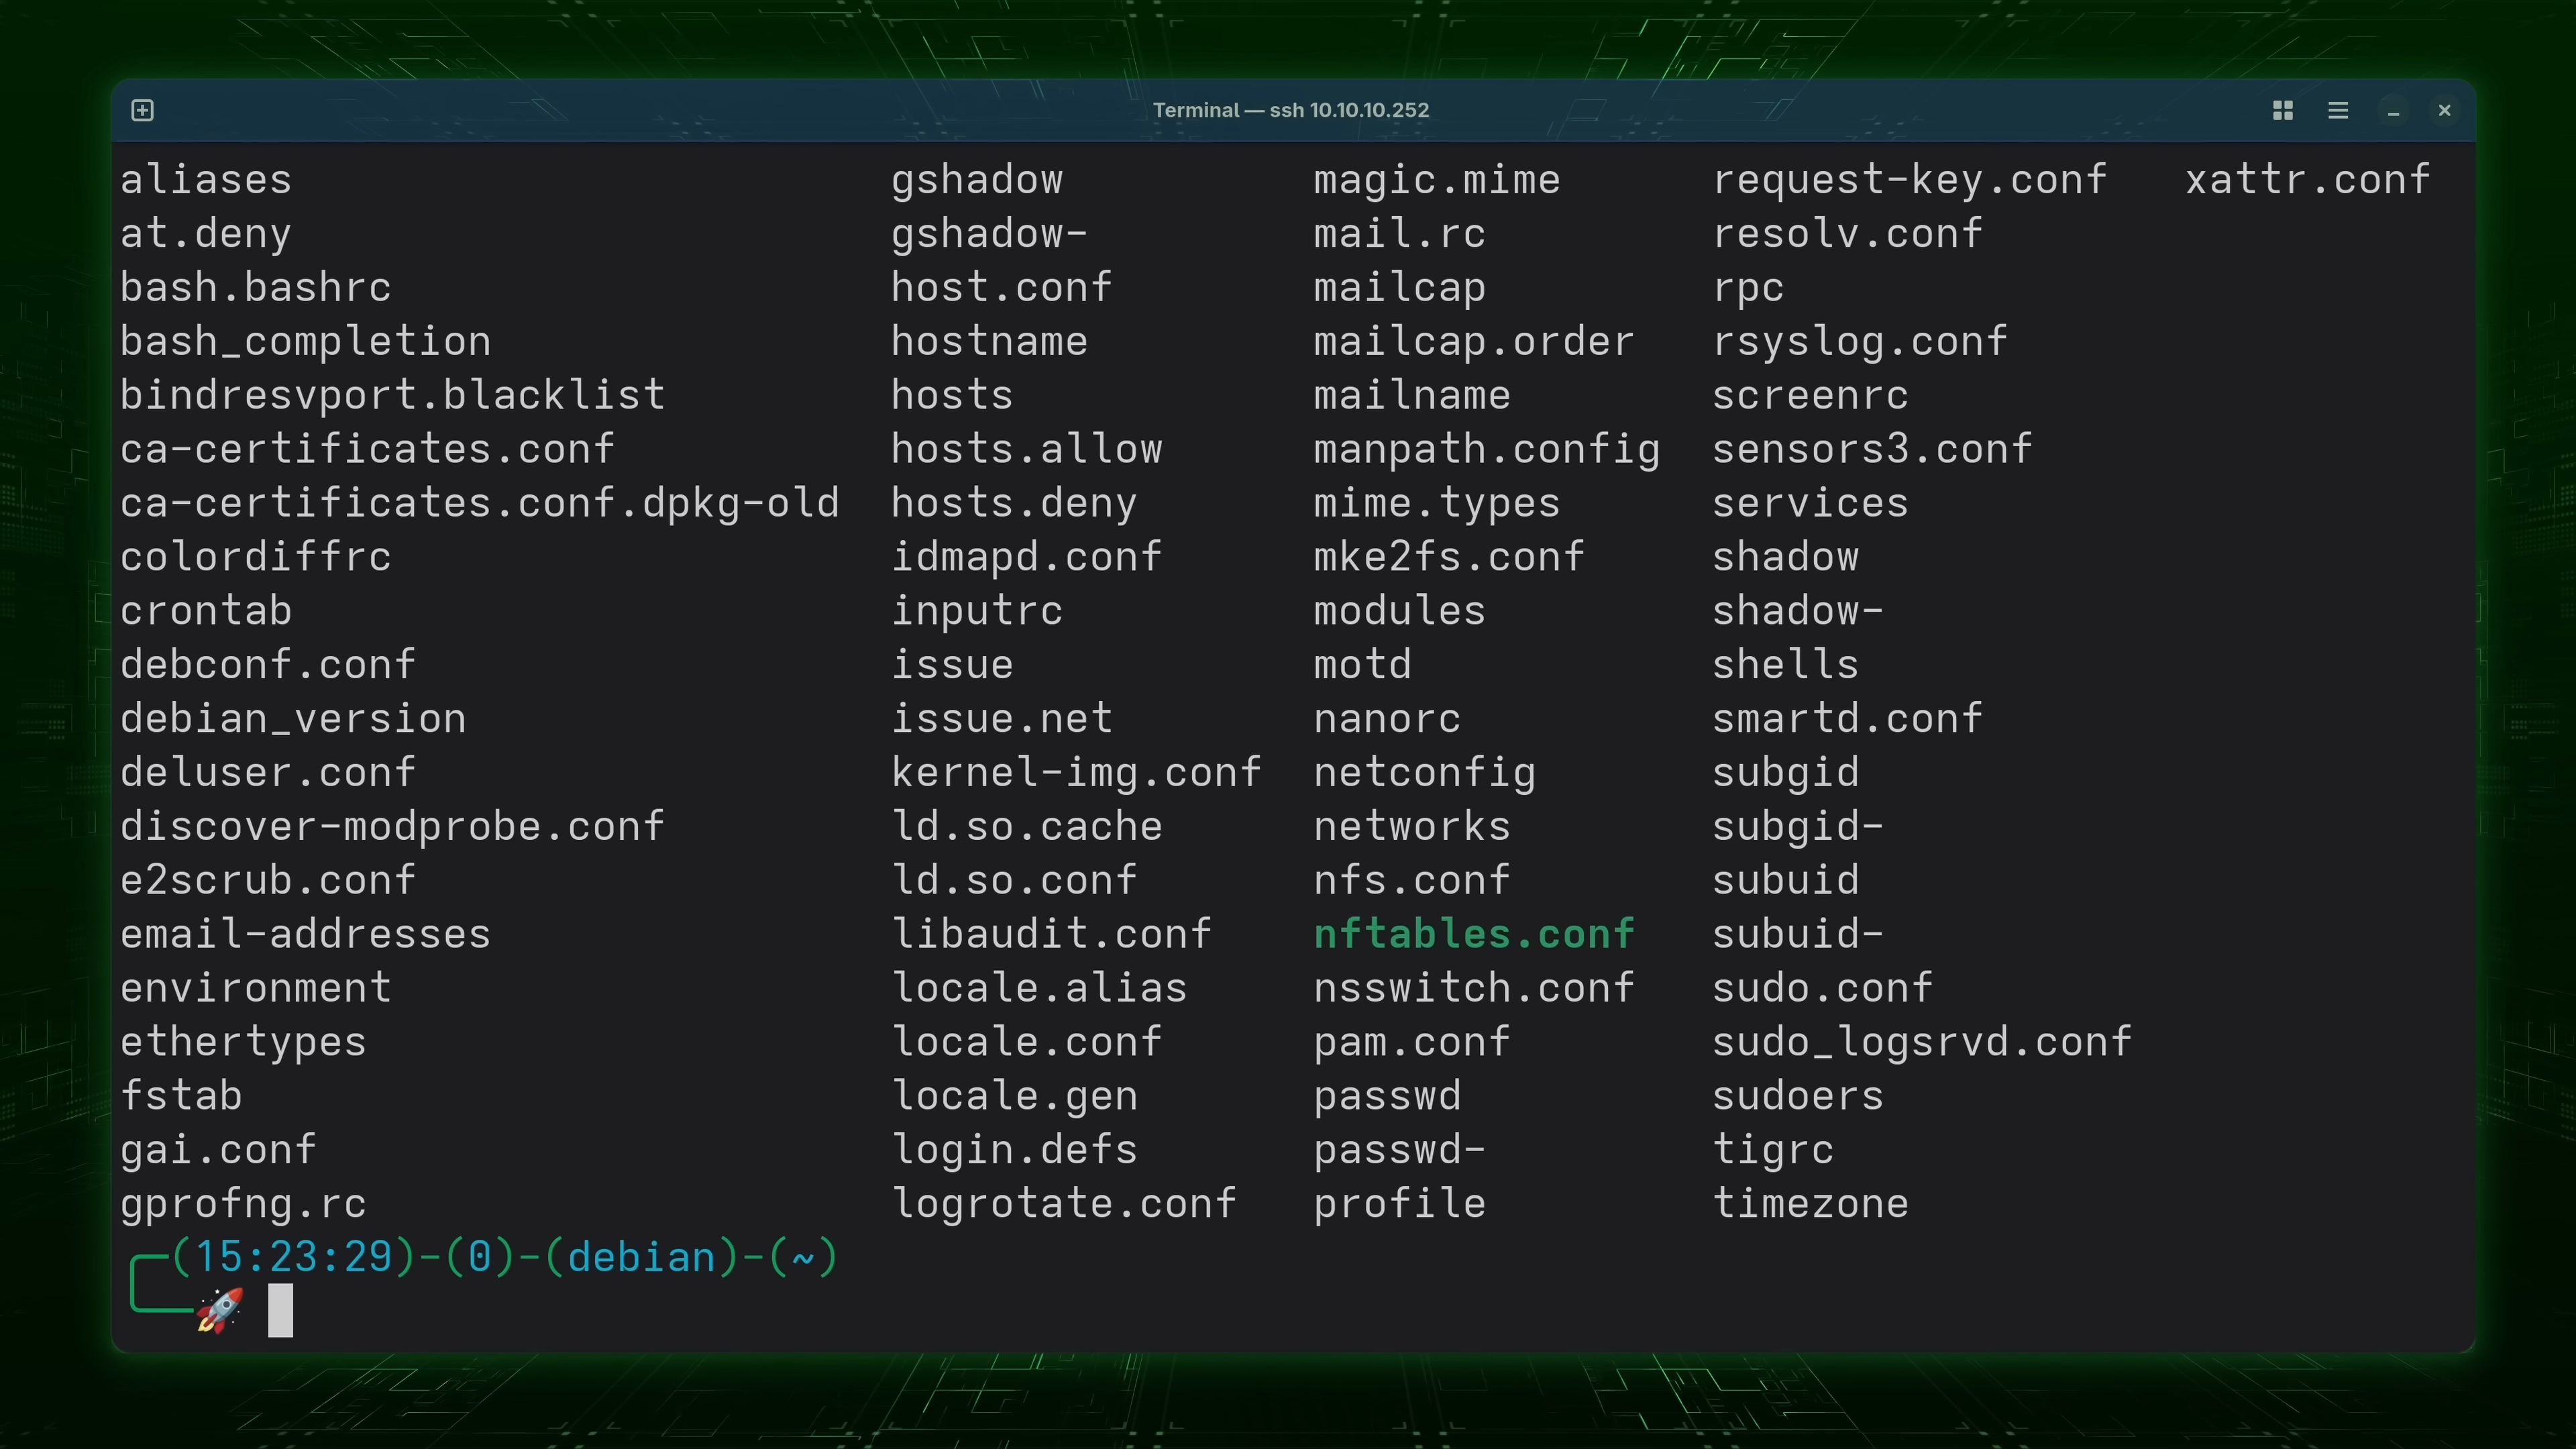 Terminal — ssh 10.10.10.252
aliases gshadow magic.mime request-key.conf xattr.conf
at.deny gshadow- mail.rc resolv.conf
bash.bashrc host.conf mailcap rpc
bash_completion hostname mailcap.order rsyslog.conf
bindresvport.blacklist hosts mailname screenrc
ca-certificates.conf hosts.allow manpath.config sensors3.conf
ca-certificates.conf.dpkg-old hosts.deny mime.types services
colordiffrc idmapd.conf mke2fs.conf shadow
crontab inputrc modules shadow-
debconf.conf issue motd shells
debian_version issue.net nanorc smartd.conf
deluser.conf kernel-img.conf netconfig subgid
discover-modprobe.conf ld.so.cache networks subgid-
e2scrub.conf ld.so.conf nfs.conf subuid
email-addresses libaudit.conf nftables.conf subuid-
environment locale.alias nsswitch.conf sudo.conf
ethertypes locale.conf pam.conf sudo_logsrvd.conf
fstab locale.gen passwd sudoers
gai.conf login.defs passwd- tigrc
gprofng.rc logrotate.conf profile timezone
(15:23:29)-(0)-(debian)-(~)